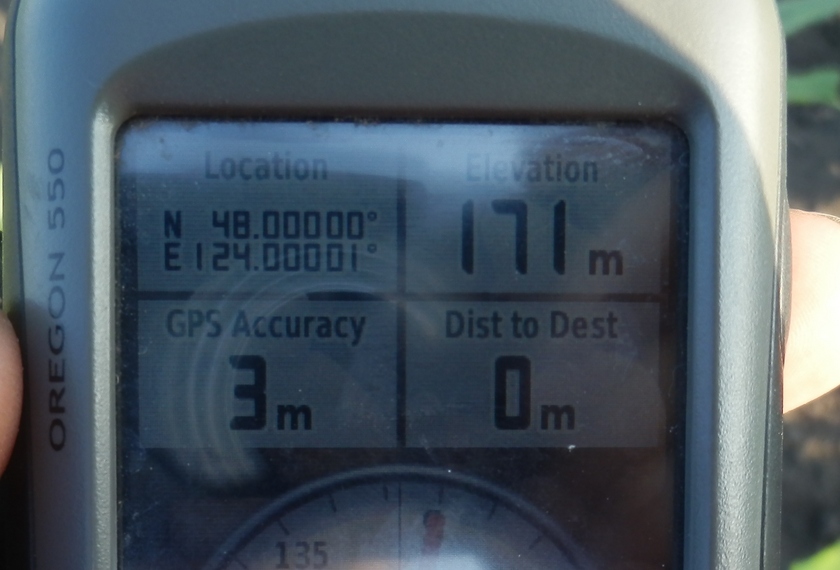 OREGON 550
Location
N 48.00000°
E 124.00001°
Elevation
171 m
GPS Accuracy
3 m
Dist to Dest
0 m
135